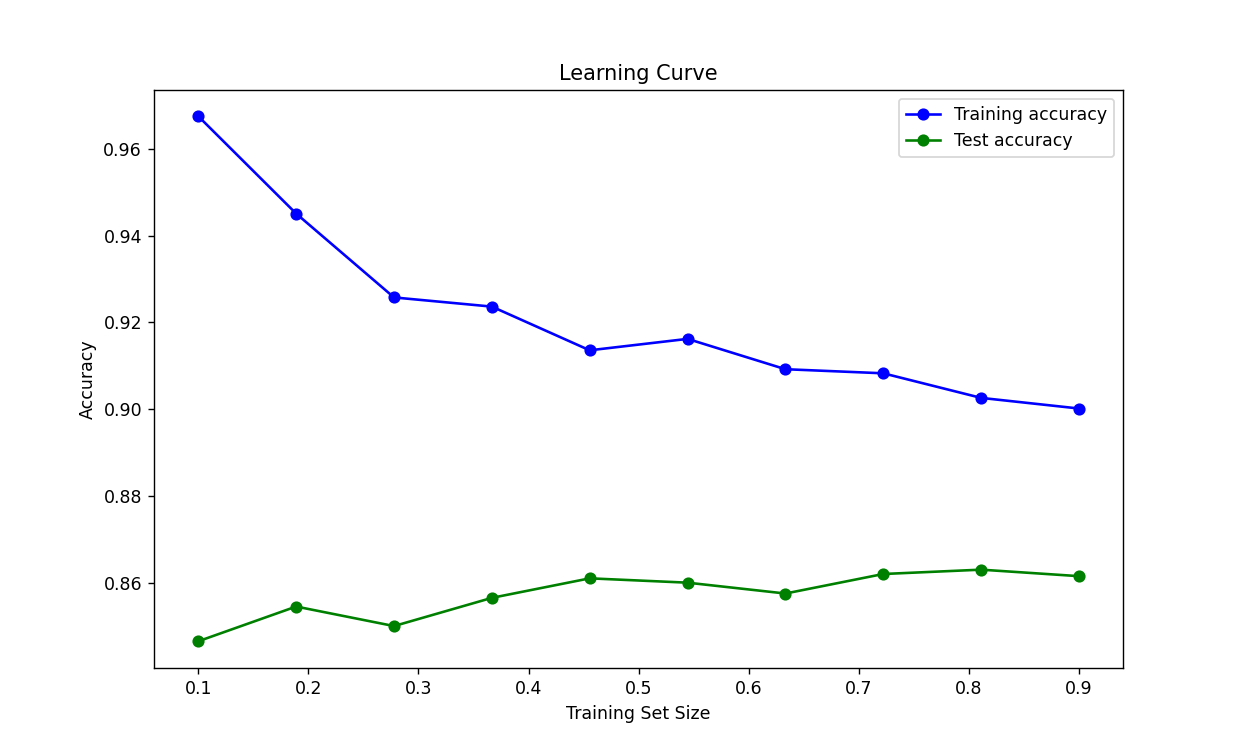 Learning Curve
Training accuracy
Test accuracy
0.96
0.94
0.92
0.90
0.88
0.86
Accuracy
0.1 0.2 0.3 0.4 0.5 0.6 0.7 0.8 0.9
Training Set Size